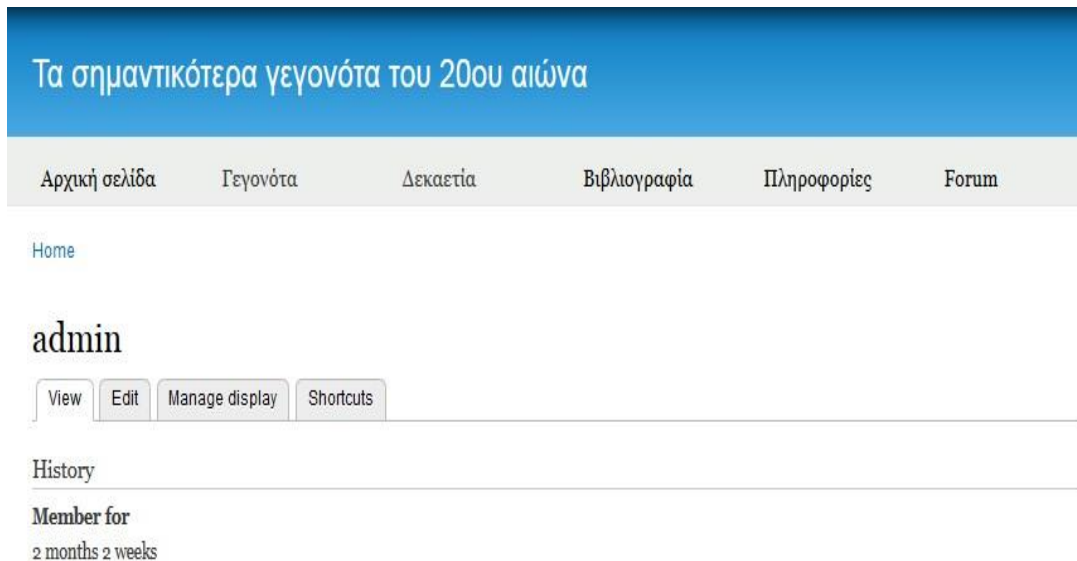 Τα σημαντικότερα γεγονότα του 20ου αιώνα
Αρχική σελίδα Γεγονότα Δεκαετία Βιβλιογραφία Πληροφορίες Forum
Home
admin
View Edit Manage display Shortcuts
History
Member for
2 months 2 weeks